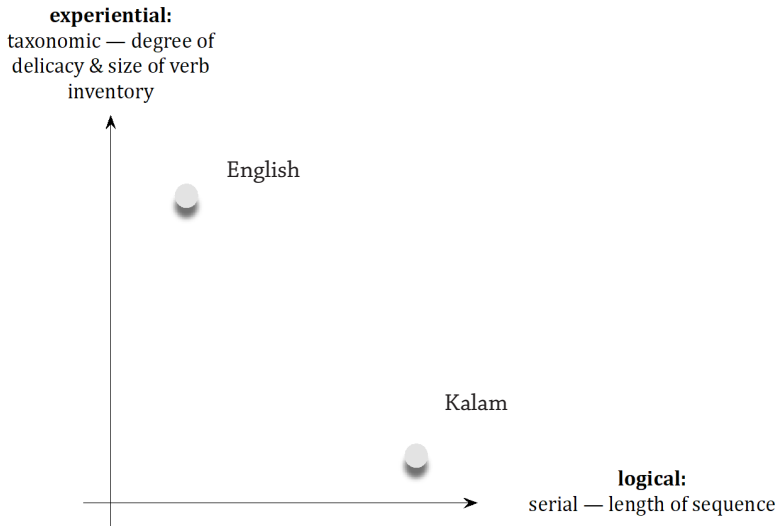 experiential:
taxonomic — degree of
delicacy & size of verb
inventory
English
Kalam
logical:
serial — length of sequence